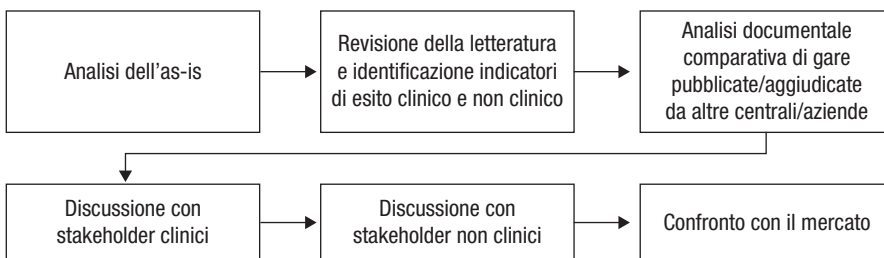 Analisi dell'as-is
Revisione della letteratura
e identificazione indicatori
di esito clinico e non clinico
Analisi documentale
comparativa di gare
pubblicate/aggiudicate
da altre centrali/aziende
Discussione con
stakeholder clinici
Discussione con
stakeholder non clinici
Confronto con il mercato